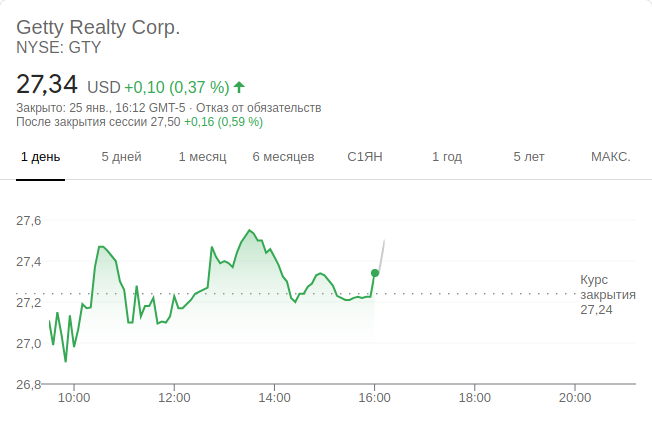 Getty Realty Corp.
NYSE: GTY
27,34 USD +0,10 (0,37 %)
Закрыто: 25 янв., 16:12 GMT-5 · Отказ от обязательств
После закрытия сессии 27,50 +0,16 (0,59 %)
1 день 5 дней 1 месяц 6 месяцев С1ЯН 1 год 5 лет МАКС.
27,6
27,4
27,2
27,0
26,8
Курс
закрытия
27,24
10:00 12:00 14:00 16:00 18:00 20:00